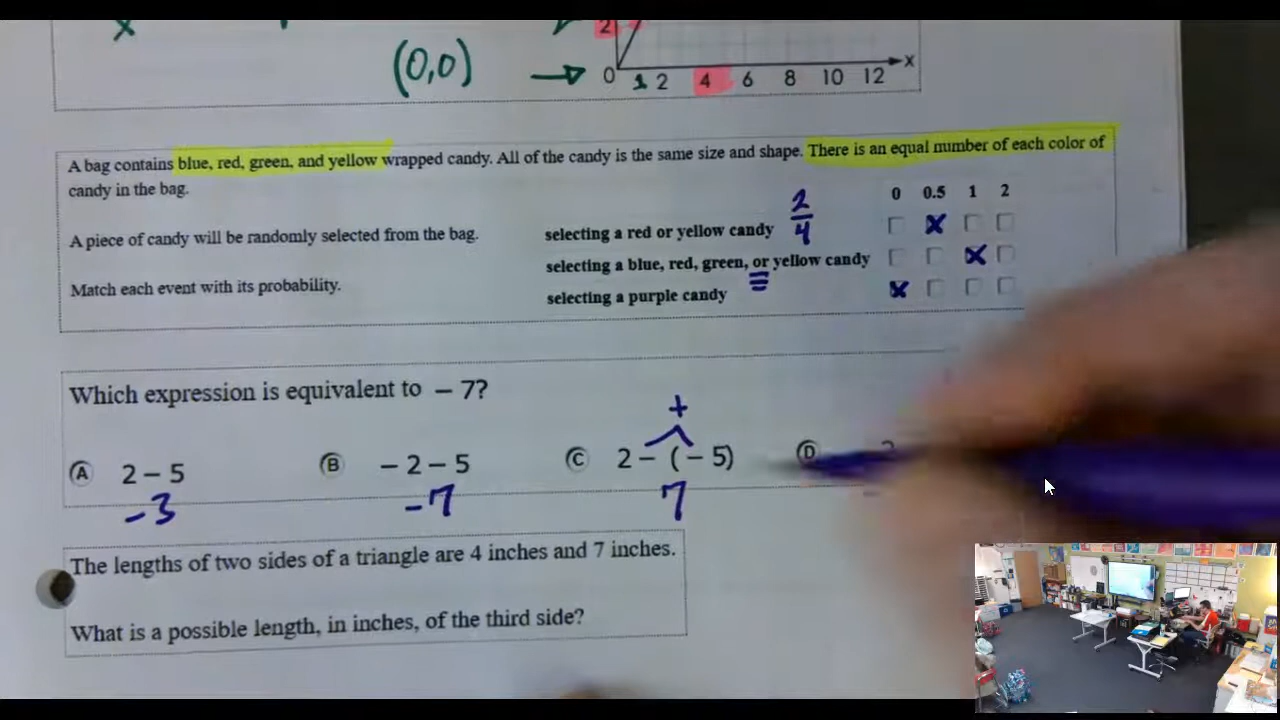 x
2
(0,0) → 0 1 2 4 6 8 10 12 x
A bag contains blue, red, green, and yellow wrapped candy. All of the candy is the same size and shape. There is an equal number of each color of
candy in the bag.
0 0.5 1 2
A piece of candy will be randomly selected from the bag.
selecting a red or yellow candy 2/4
selecting a blue, red, green, or yellow candy
Match each event with its probability.
selecting a purple candy
Which expression is equivalent to – 7?
+
A 2 – 5
B – 2 – 5
C 2 – (– 5)
D
-3
-7
7
The lengths of two sides of a triangle are 4 inches and 7 inches.
What is a possible length, in inches, of the third side?